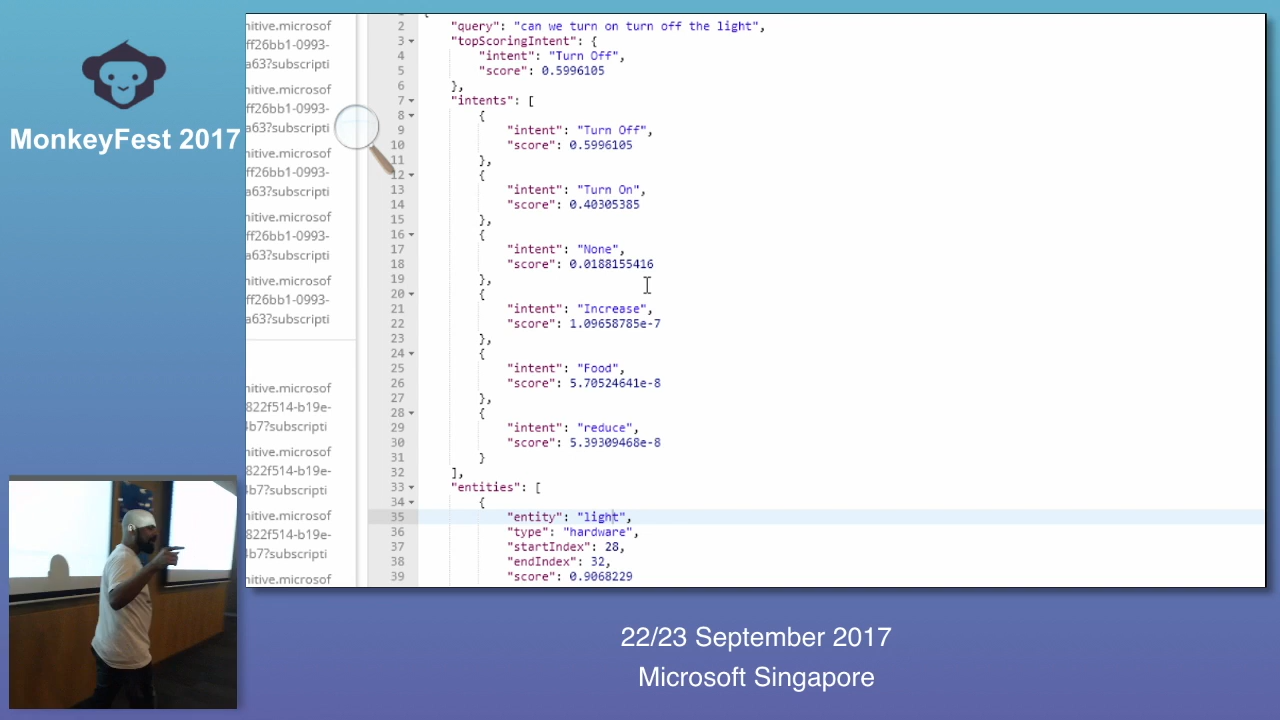 MonkeyFest 2017
nitive.microsof
ff26bb1-0993-
a63?subscripti
nitive.microsof
ff26bb1-0993-
a63?subscripti
nitive.microsof
ff26bb1-0993-
a63?subscripti
nitive.microsof
ff26bb1-0993-
a63?subscripti
nitive.microsof
ff26bb1-0993-
a63?subscripti
nitive.microsof
822f514-b19e-
4b7?subscripti
nitive.microsof
822f514-b19e-
4b7?subscripti
nitive.microsof
822f514-b19e-
4b7?subscripti
nitive.microsof
{
2 "query": "can we turn on turn off the light",
3 "topScoringIntent": {
4 "intent": "Turn Off",
5 "score": 0.5996105
6 },
7 "intents": [
8 {
9 "intent": "Turn Off",
10 "score": 0.5996105
11 },
12 {
13 "intent": "Turn On",
14 "score": 0.40305385
15 },
16 {
17 "intent": "None",
18 "score": 0.0188155416
19 },
20 {
21 "intent": "Increase",
22 "score": 1.09658785e-7
23 },
24 {
25 "intent": "Food",
26 "score": 5.70524641e-8
27 },
28 {
29 "intent": "reduce",
30 "score": 5.39309468e-8
31 }
32 ],
33 "entities": [
34 {
35 "entity": "light",
36 "type": "hardware",
37 "startIndex": 28,
38 "endIndex": 32,
39 "score": 0.9068229
22/23 September 2017
Microsoft Singapore